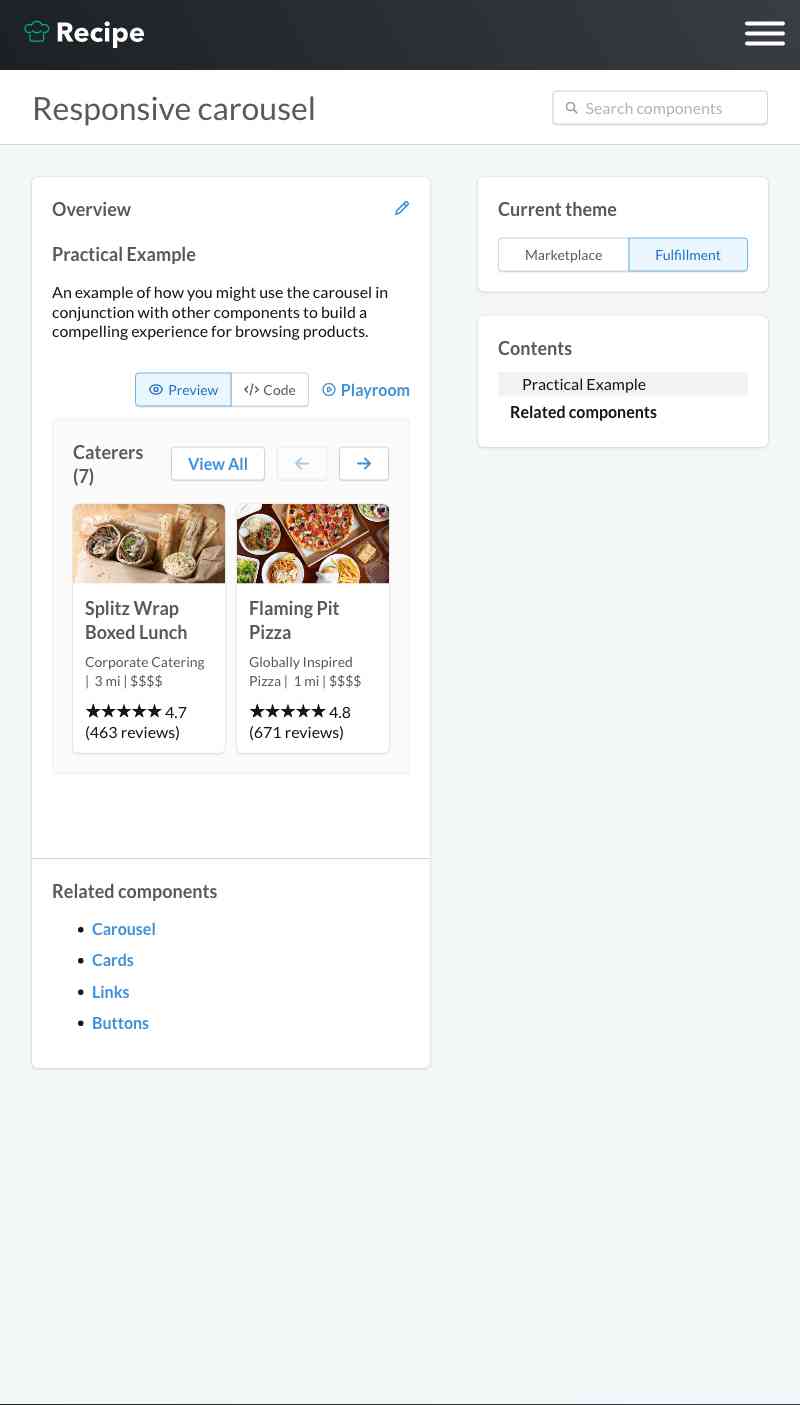 Recipe
Responsive carousel
Search components
Overview
Practical Example
An example of how you might use the carousel in
conjunction with other components to build a
compelling experience for browsing products.
Preview
</> Code
Playroom
Caterers
(7)
View All
Splitz Wrap
Boxed Lunch
Corporate Catering
| 3 mi | $$$$
★★★★★ 4.7
(463 reviews)
Flaming Pit
Pizza
Globally Inspired
Pizza | 1 mi | $$$$
★★★★★ 4.8
(671 reviews)
Related components
• Carousel
• Cards
• Links
• Buttons
Current theme
Marketplace
Fulfillment
Contents
Practical Example
Related components